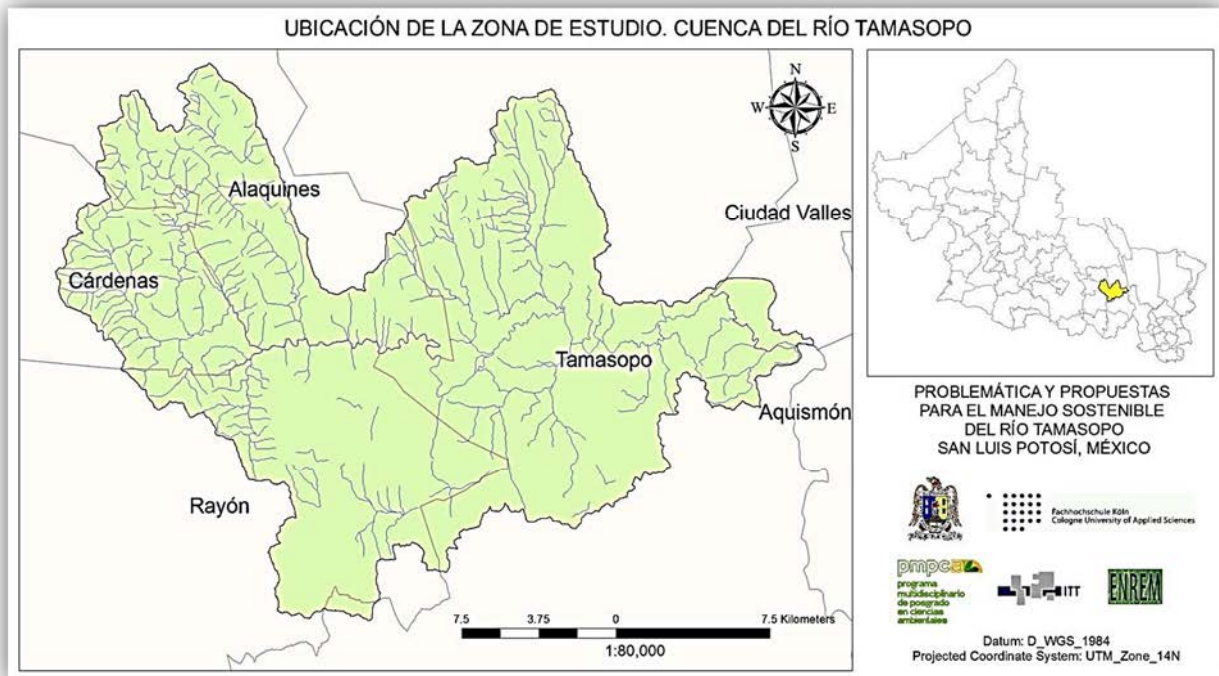 UBICACIÓN DE LA ZONA DE ESTUDIO. CUENCA DEL RÍO TAMASOPO
N
W E
S
Alaquines
Ciudad Valles
Cárdenas
Tamasopo
Aquismón
Rayón
7.5 3.75 0 7.5 Kilometers
1:80,000
PROBLEMÁTICA Y PROPUESTAS
PARA EL MANEJO SOSTENIBLE
DEL RÍO TAMASOPO
SAN LUIS POTOSÍ, MÉXICO
Fachhochschule Köln
Cologne University of Applied Sciences
pmpca
programa
multidisciplinario
de posgrado
en ciencias
ambientales
ITT
ENREM
Datum: D_WGS_1984
Projected Coordinate System: UTM_Zone_14N